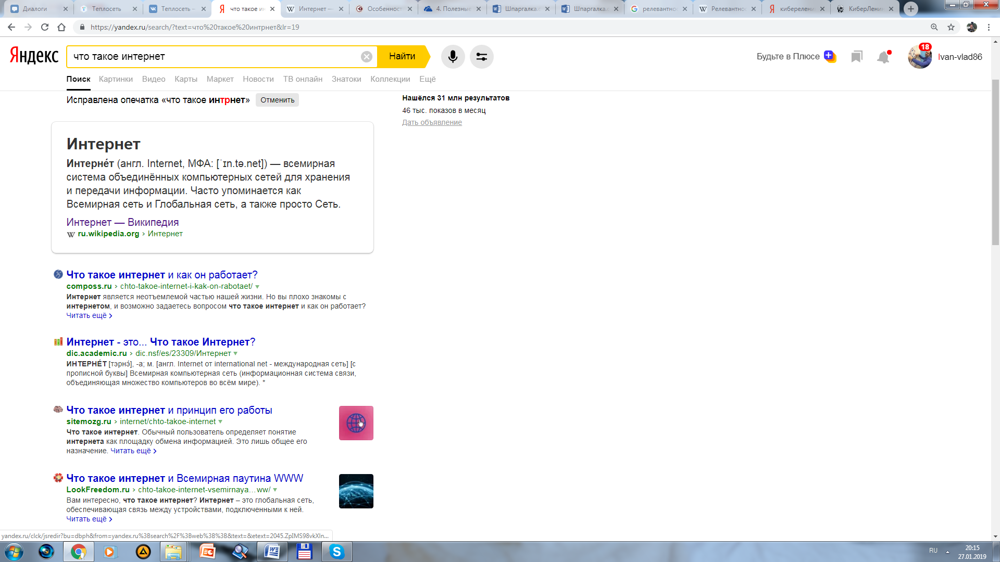 Диалоги
Теплосеть
Теплосеть –
что такое ин
Интернет —
Особенност
4. Полезные
Шпаргалка.
Шпаргалка.
релевантно
Релевантно
кибеpелени
КиберЛени
https://yandex.ru/search/?text=что%20такое%20интрнет&lr=19
Яндекс
что такое интернет
Найти
Будьте в Плюсе
18
Ivan-vlad86
Поиск Картинки Видео Карты Маркет Новости ТВ онлайн Знатоки Коллекции Ещё
Исправлена опечатка «что такое интрнет» Отменить
Нашёлся 31 млн результатов
46 тыс. показов в месяц
Дать объявление
Интернет
Интерне́т (англ. Internet, МФА: [ˈɪn.tə.net]) — всемирная
система объединённых компьютерных сетей для хранения
и передачи информации. Часто упоминается как
Всемирная сеть и Глобальная сеть, а также просто Сеть.
Интернет — Википедия
W ru.wikipedia.org › Интернет
Что такое интернет и как он работает?
composs.ru › chto-takoe-internet-i-kak-on-rabotaet/
Интернет является неотъемлемой частью нашей жизни. Но вы плохо знакомы с
интернетом, и возможно задаетесь вопросом что такое интернет и как он работает?
Читать ещё ›
Интернет - это... Что такое Интернет?
dic.academic.ru › dic.nsf/es/23309/Интернет
ИНТЕРНЕ́Т [тэрнэ́], -а; м. [англ. Internet от international net - международная сеть] [с
прописной буквы] Всемирная компьютерная сеть (информационная система связи,
объединяющая множество компьютеров во всём мире). *
Что такое интернет и принцип его работы
sitemozg.ru › internet/chto-takoe-internet
Что такое интернет. Обычный пользователь определяет понятие
интернета как площадку обмена информацией. Это лишь общее его
назначение. Читать ещё ›
Что такое интернет и Всемирная паутина WWW
LookFreedom.ru › chto-takoe-internet-vsemirnaya…ww/
Вам интересно, что такое интернет? Интернет – это глобальная сеть,
обеспечивающая связь между устройствами, подключенными к ней.
Читать ещё ›
yandex.ru/clck/jsredir?bu=dbph&from=yandex.ru%3Bsearch%2F%3Bweb%3B%3B&text=&etext=2045.ZpIMS98vkXln...
RU
20:15
27.01.2019